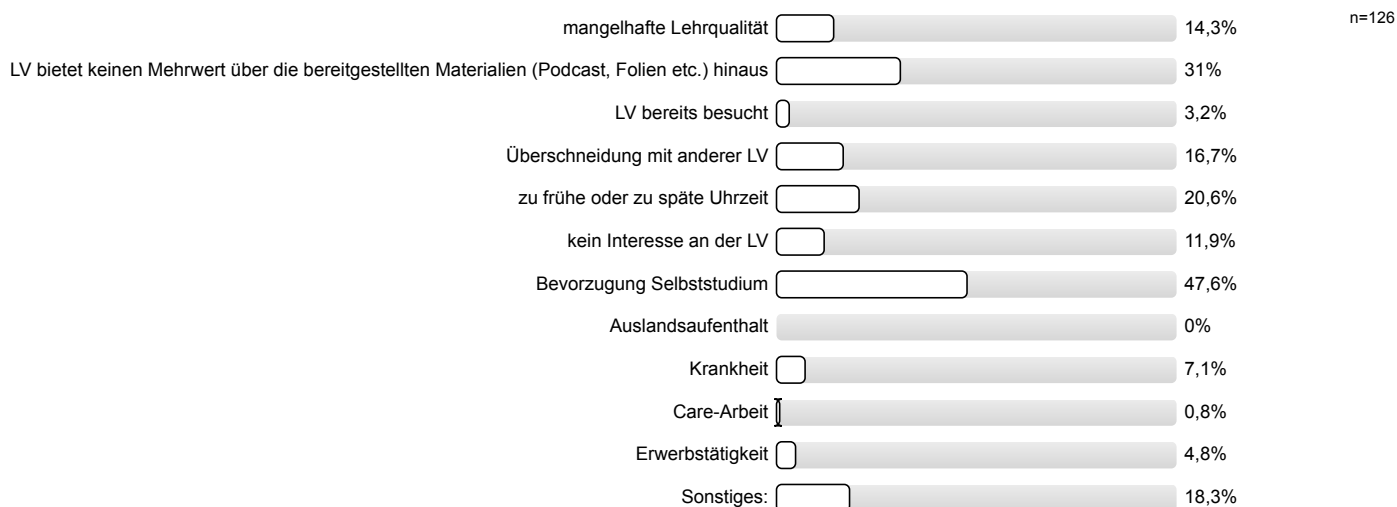 n=126
mangelhafte Lehrqualität 14,3%
LV bietet keinen Mehrwert über die bereitgestellten Materialien (Podcast, Folien etc.) hinaus 31%
LV bereits besucht 3,2%
Überschneidung mit anderer LV 16,7%
zu frühe oder zu späte Uhrzeit 20,6%
kein Interesse an der LV 11,9%
Bevorzugung Selbststudium 47,6%
Auslandsaufenthalt 0%
Krankheit 7,1%
Care-Arbeit 0,8%
Erwerbstätigkeit 4,8%
Sonstiges: 18,3%